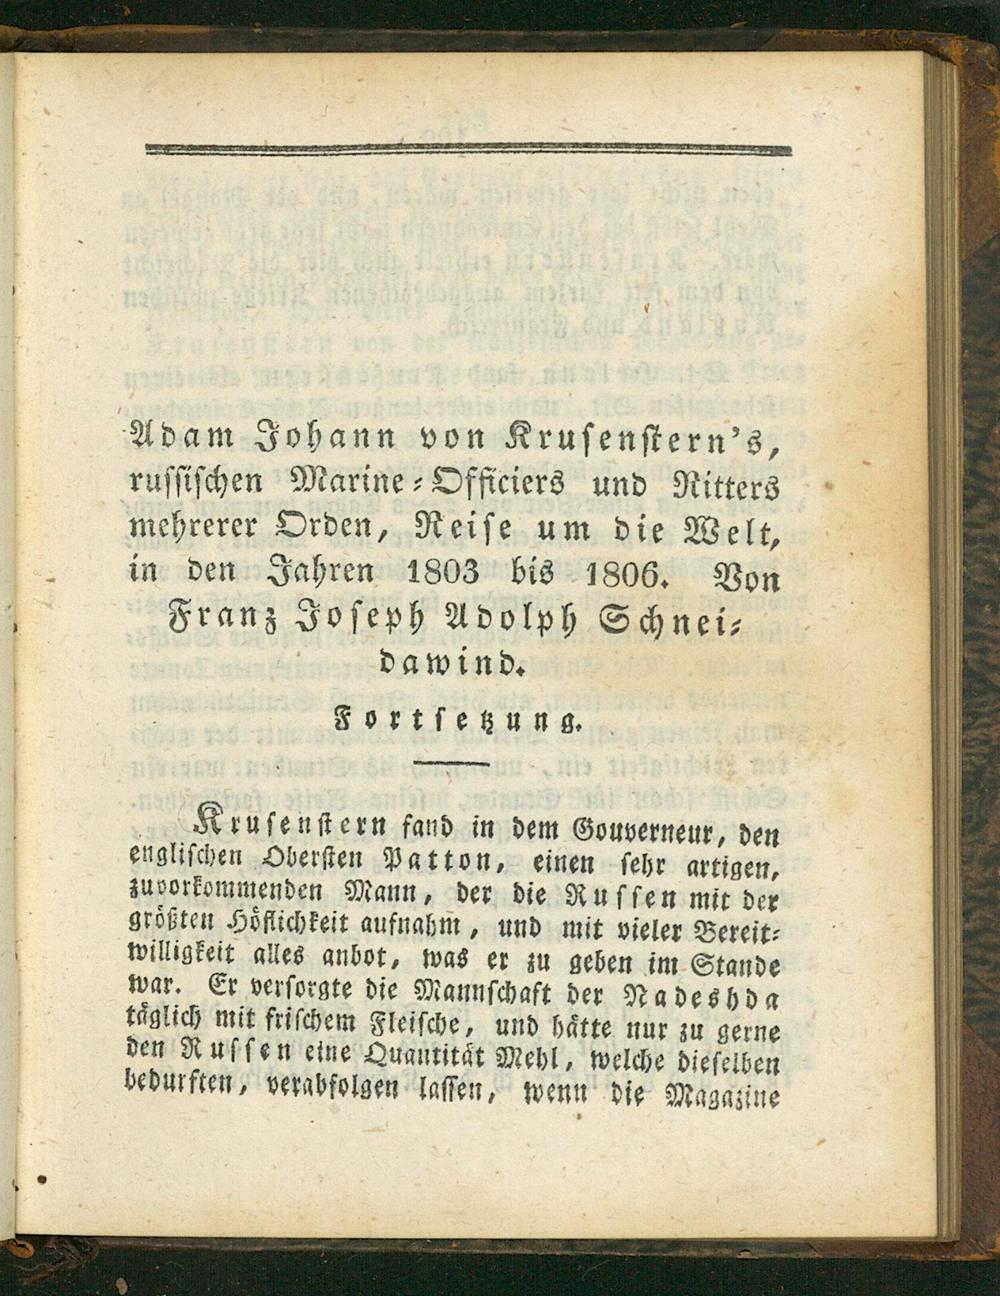 Adam Johann von Krusenstern's,
russischen Marine-Officiers und Ritters
mehrerer Orden, Reise um die Welt,
in den Jahren 1803 bis 1806. Von
Franz Joseph Adolph Schnei-
dawind.
Fortsetzung.
Krusenstern fand in dem Gouverneur, den
englischen Obersten Patton, einen sehr artigen,
zuvorkommenden Mann, der die Russen mit der
größten Höflichkeit aufnahm, und mit vieler Bereit-
willigkeit alles anbot, was er zu geben im Stande
war. Er versorgte die Mannschaft der Nadeshda
täglich mit frischem Fleische, und hätte nur zu gerne
den Russen eine Quantität Mehl, welche dieselben
bedurften, verabfolgen lassen, wenn die Magazine